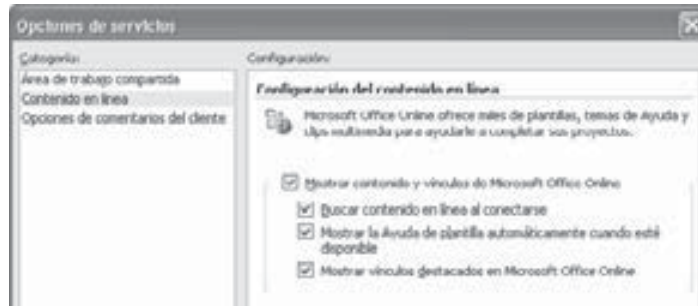 Opciones de servicios
Categoría:
Área de trabajo compartida
Contenido en línea
Opciones de comentarios del cliente
Configuración:
Configuración del contenido en línea
Microsoft Office Online ofrece miles de plantillas, temas de Ayuda y
clips multimedia para ayudarle a completar sus proyectos.
Mostrar contenido y vínculos de Microsoft Office Online
Buscar contenido en línea al conectarse
Mostrar la Ayuda de plantilla automáticamente cuando esté
disponible
Mostrar vínculos destacados en Microsoft Office Online